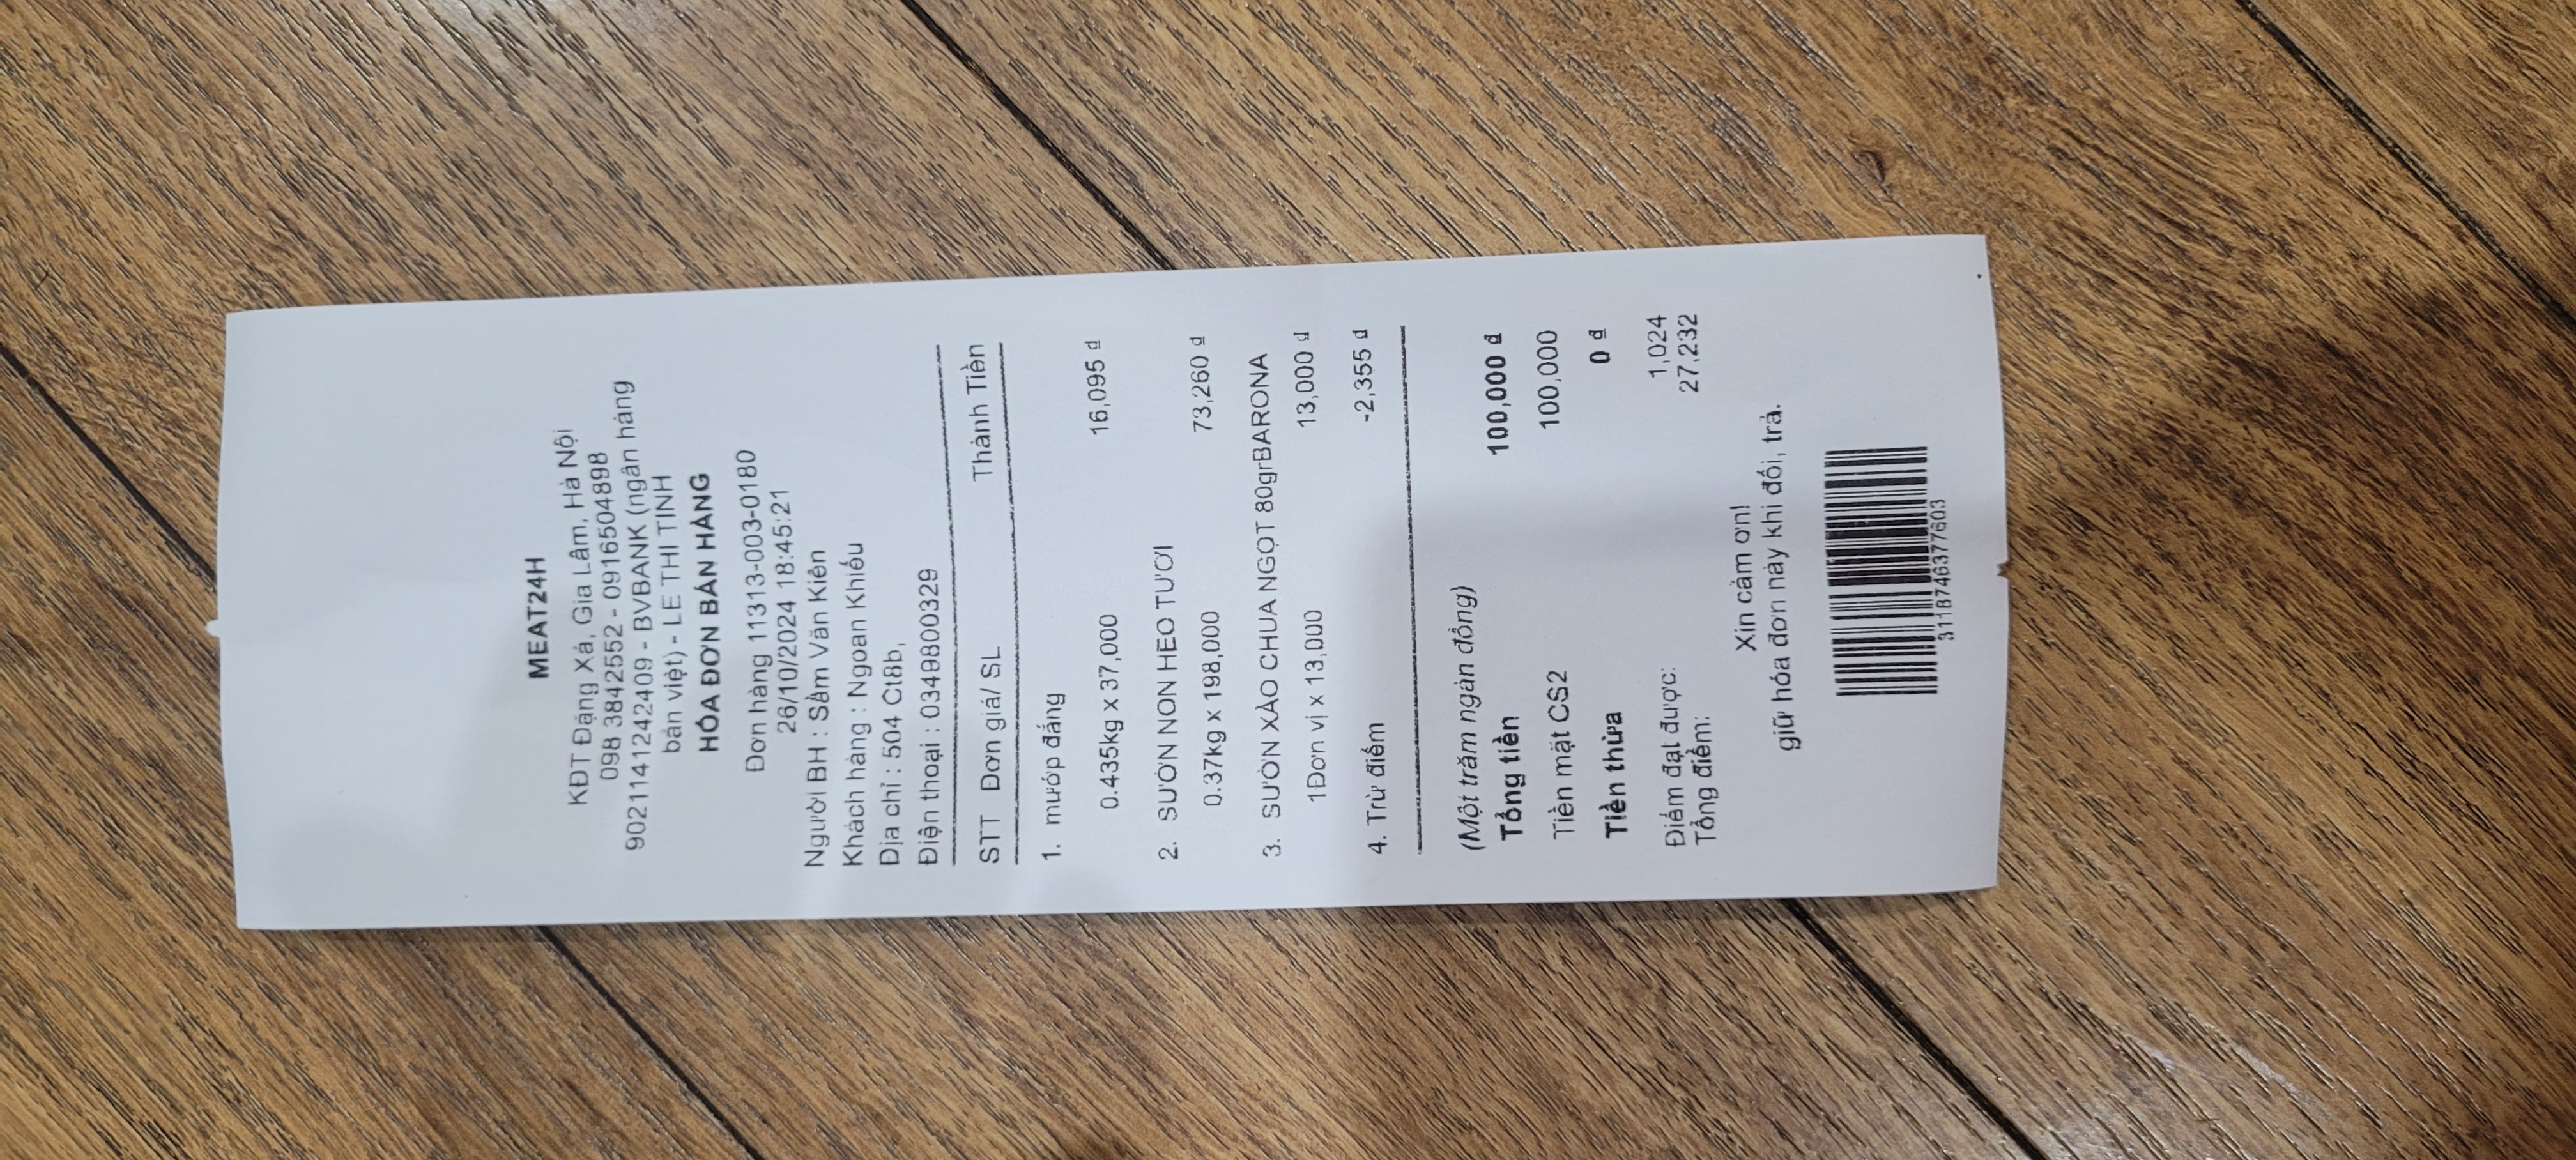 MEAT24H
KĐT Đặng Xá, Gia Lâm, Hà Nội
098 3842552 - 0916504898
9021141242409 - BVBANK (ngân hàng
bản việt) - LE THI TINH
HÓA ĐƠN BÁN HÀNG
Đơn hàng 11313-003-0180
26/10/2024 18:45:21
Người BH : Sầm Văn Kiên
Khách hàng : Ngoan Khiếu
Địa chỉ : 504 Ct8b,
Điện thoại : 0349800329
STT Đơn giá/ SL Thành Tiền
1. mướp đắng
0.435kg x 37,000 16,095 đ
2. SƯỜN NON HEO TƯƠI
0.37kg x 198,000 73,260 đ
3. SƯỜN XÀO CHUA NGỌT 80grBARONA
1Đơn vị x 13,000 13,000 đ
4. Trừ điểm -2,355 đ
(Một trăm ngàn đồng)
Tổng tiền 100,000 đ
Tiền mặt CS2 100,000
Tiền thừa 0 đ
Điểm đạt được: 1,024
Tổng điểm: 27,232
Xin cảm ơn!
giữ hóa đơn này khi đổi, trả.
3118746377603